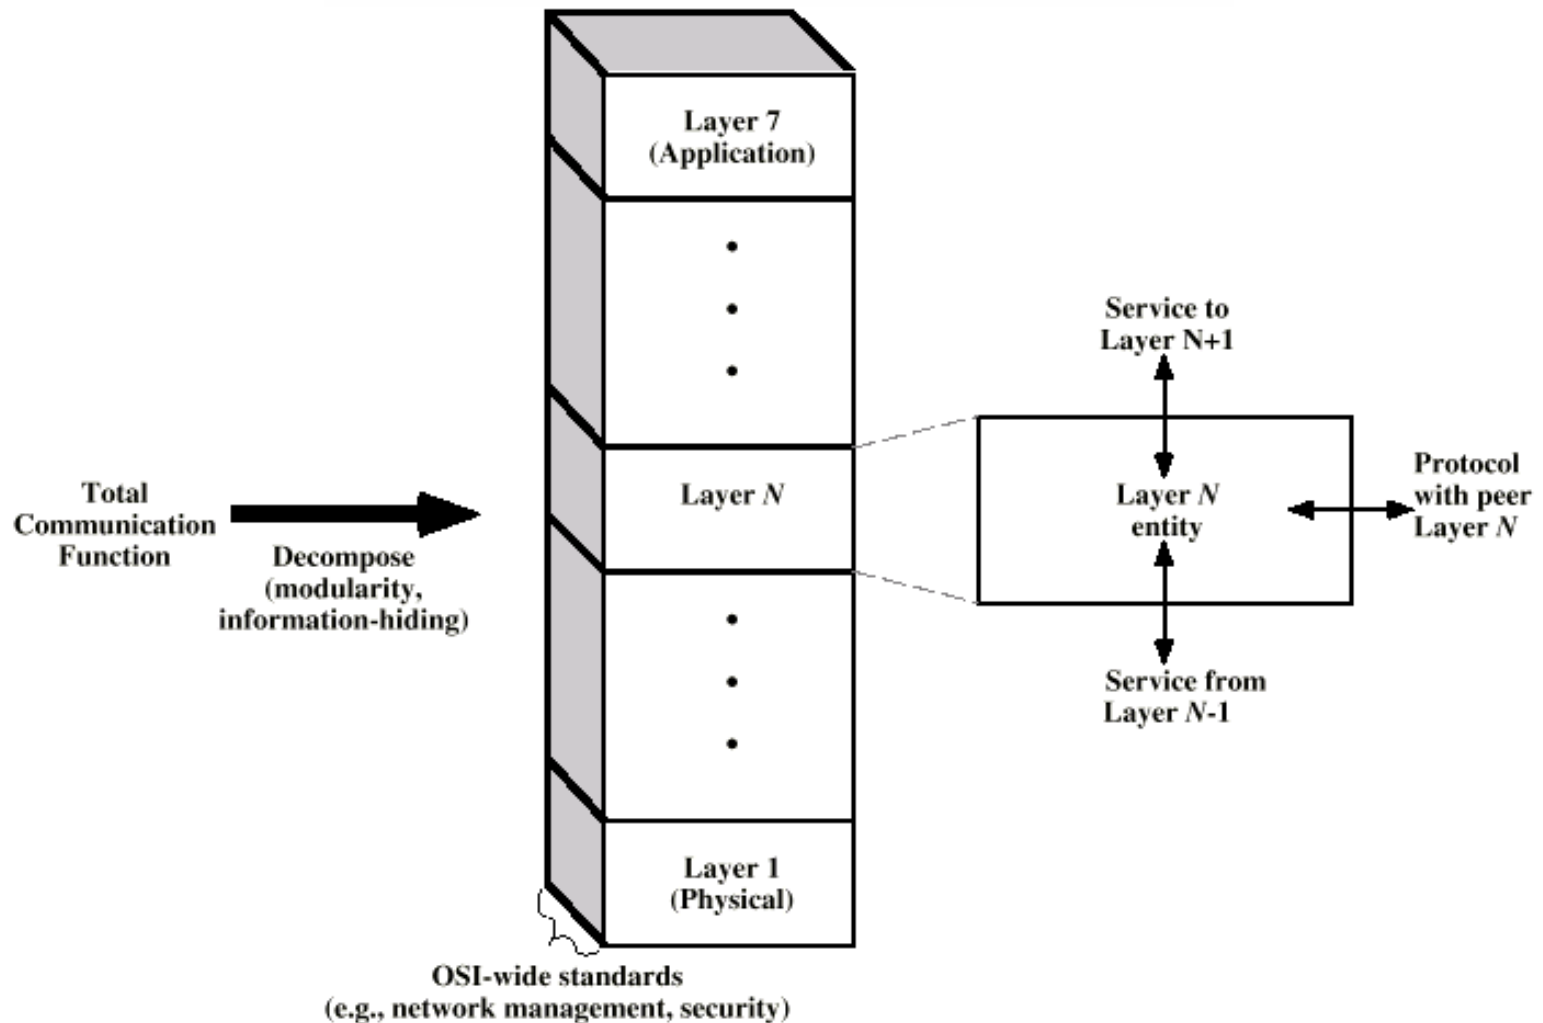 Layer 7
(Application)
Service to
Layer N+1
Layer N
Total
Communication
Function
Decompose
(modularity,
information-hiding)
Layer N
entity
Protocol
with peer
Layer N
Service from
Layer N-1
Layer 1
(Physical)
OSI-wide standards
(e.g., network management, security)